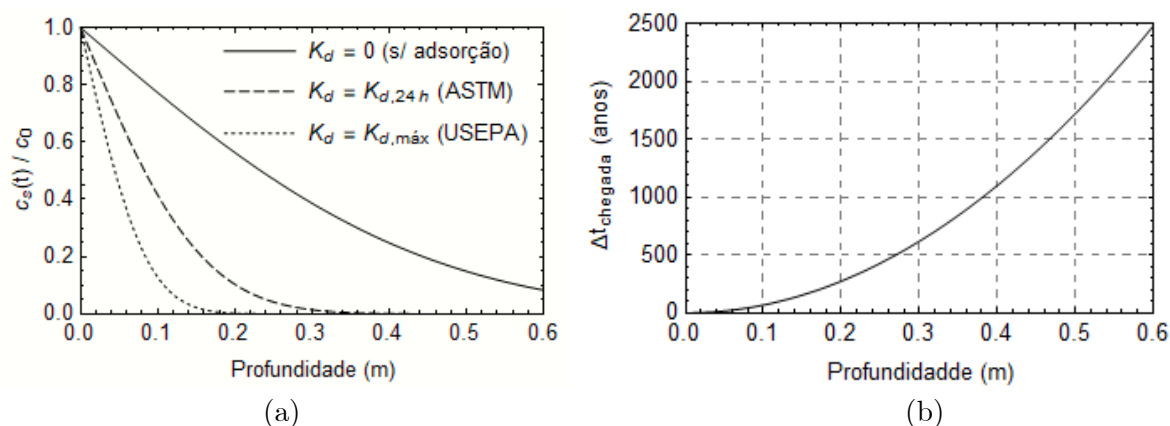 1.0
0.8
0.6
0.4
0.2
0.0
0.0 0.1 0.2 0.3 0.4 0.5 0.6
c_s(t) / c_0
K_d = 0 (s/ adsorção)
K_d = K_d,24 h (ASTM)
K_d = K_d,máx (USEPA)
Profundidade (m)
(a)
2500
2000
1500
1000
500
0
0.0 0.1 0.2 0.3 0.4 0.5 0.6
Δt_chegada (anos)
Profundidadde (m)
(b)